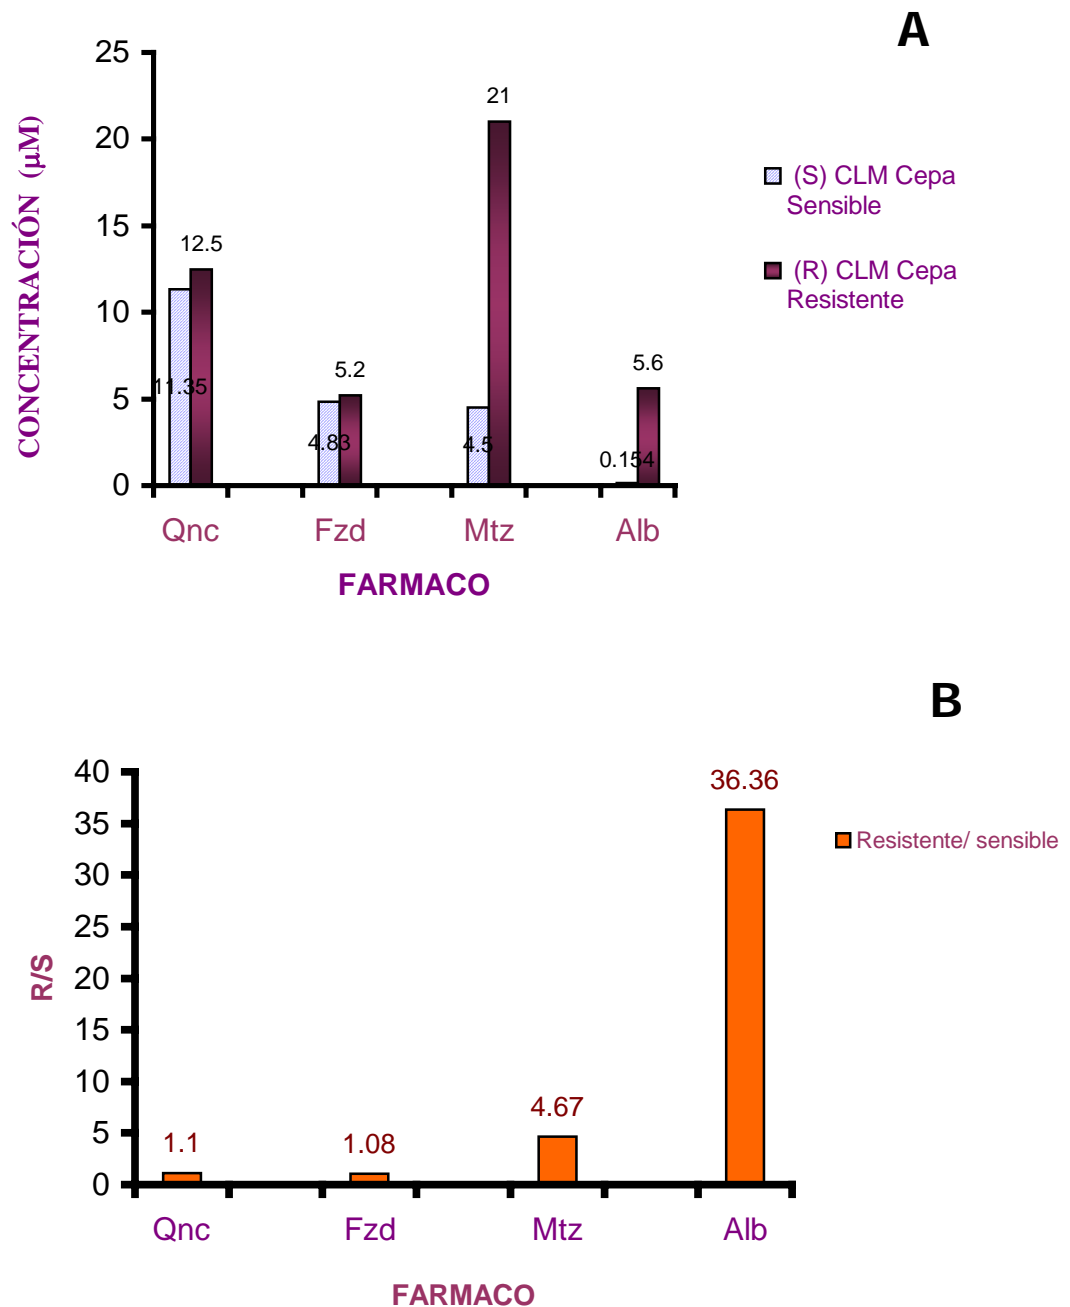 A
25
20
15
10
5
0
CONCENTRACIÓN (µM)
21
12.5
11.35
5.2
4.83
4.5
5.6
0.154
Qnc Fzd Mtz Alb
FARMACO
(S) CLM Cepa
Sensible
(R) CLM Cepa
Resistente
B
40
35
30
25
20
15
10
5
0
R/S
36.36
4.67
1.1
1.08
Qnc Fzd Mtz Alb
FARMACO
Resistente/ sensible